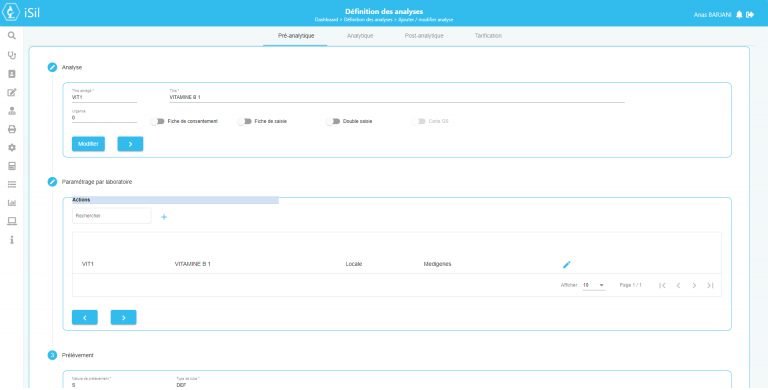 iSil
Définition des analyses
Dashboard > Définition des analyses > Ajouter / modifier analyse
Anas BARJANI
Pré-analytique
Analytique
Post-analytique
Tarification
Analyse
Titre abrégé *
Titre *
VIT1
VITAMINE B 1
Urgence
0
Fiche de consentement
Fiche de saisie
Double saisie
Carte GS
Modifier
Paramétrage par laboratoire
Actions
Rechercher
VIT1
VITAMINE B 1
Locale
Medigenes
Afficher
10
Page 1 / 1
3
Prélèvement
Nature de prélèvement *
Type de tube *
S
DEF